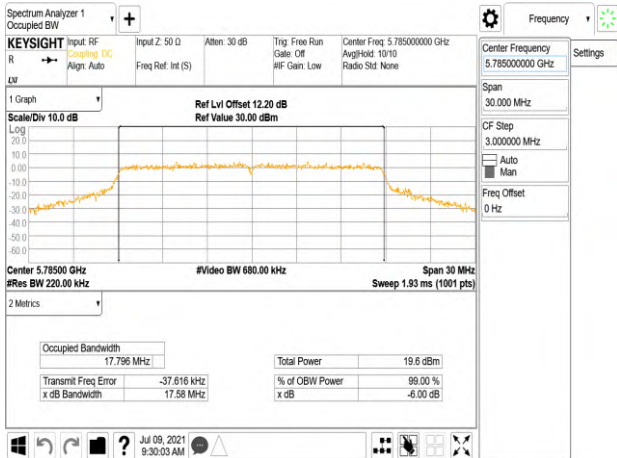 Spectrum Analyzer 1
Occupied BW
Frequency
KEYSIGHT
R
LXI
Input: RF
Coupling: DC
Align: Auto
Input Z: 50 Ω
Freq Ref: Int (S)
Atten: 30 dB
Trig: Free Run
Gate: Off
#IF Gain: Low
Center Freq: 5.785000000 GHz
Avg|Hold: 10/10
Radio Std: None
Center Frequency
5.785000000 GHz
Settings
Span
30.000 MHz
CF Step
3.000000 MHz
Auto
Man
Freq Offset
0 Hz
1 Graph
Scale/Div 10.0 dB
Ref Lvl Offset 12.20 dB
Ref Value 30.00 dBm
Log
20.0
10.0
0.00
-10.0
-20.0
-30.0
-40.0
-50.0
-60.0
Center 5.78500 GHz
#Video BW 680.00 kHz
Span 30 MHz
#Res BW 220.00 kHz
Sweep 1.93 ms (1001 pts)
2 Metrics
Occupied Bandwidth
17.796 MHz
Total Power 19.6 dBm
Transmit Freq Error -37.616 kHz
% of OBW Power 99.00 %
x dB Bandwidth 17.58 MHz
x dB -6.00 dB
?
Jul 09, 2021
9:30:03 AM